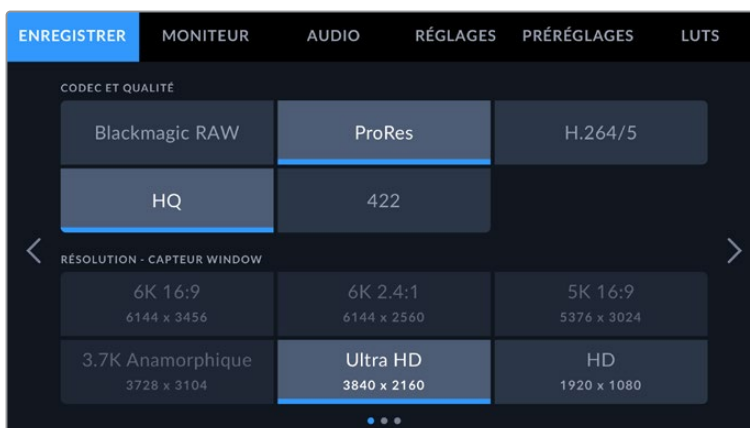 ENREGISTRER MONITEUR AUDIO RÉGLAGES PRÉRÉGLAGES LUTS
CODEC ET QUALITÉ
Blackmagic RAW ProRes H.264/5
HQ 422
RÉSOLUTION - CAPTEUR WINDOW
6K 16:9 6K 2.4:1 5K 16:9
6144 x 3456 6144 x 2560 5376 x 3024
3.7K Anamorphique Ultra HD HD
3728 x 3104 3840 x 2160 1920 x 1080